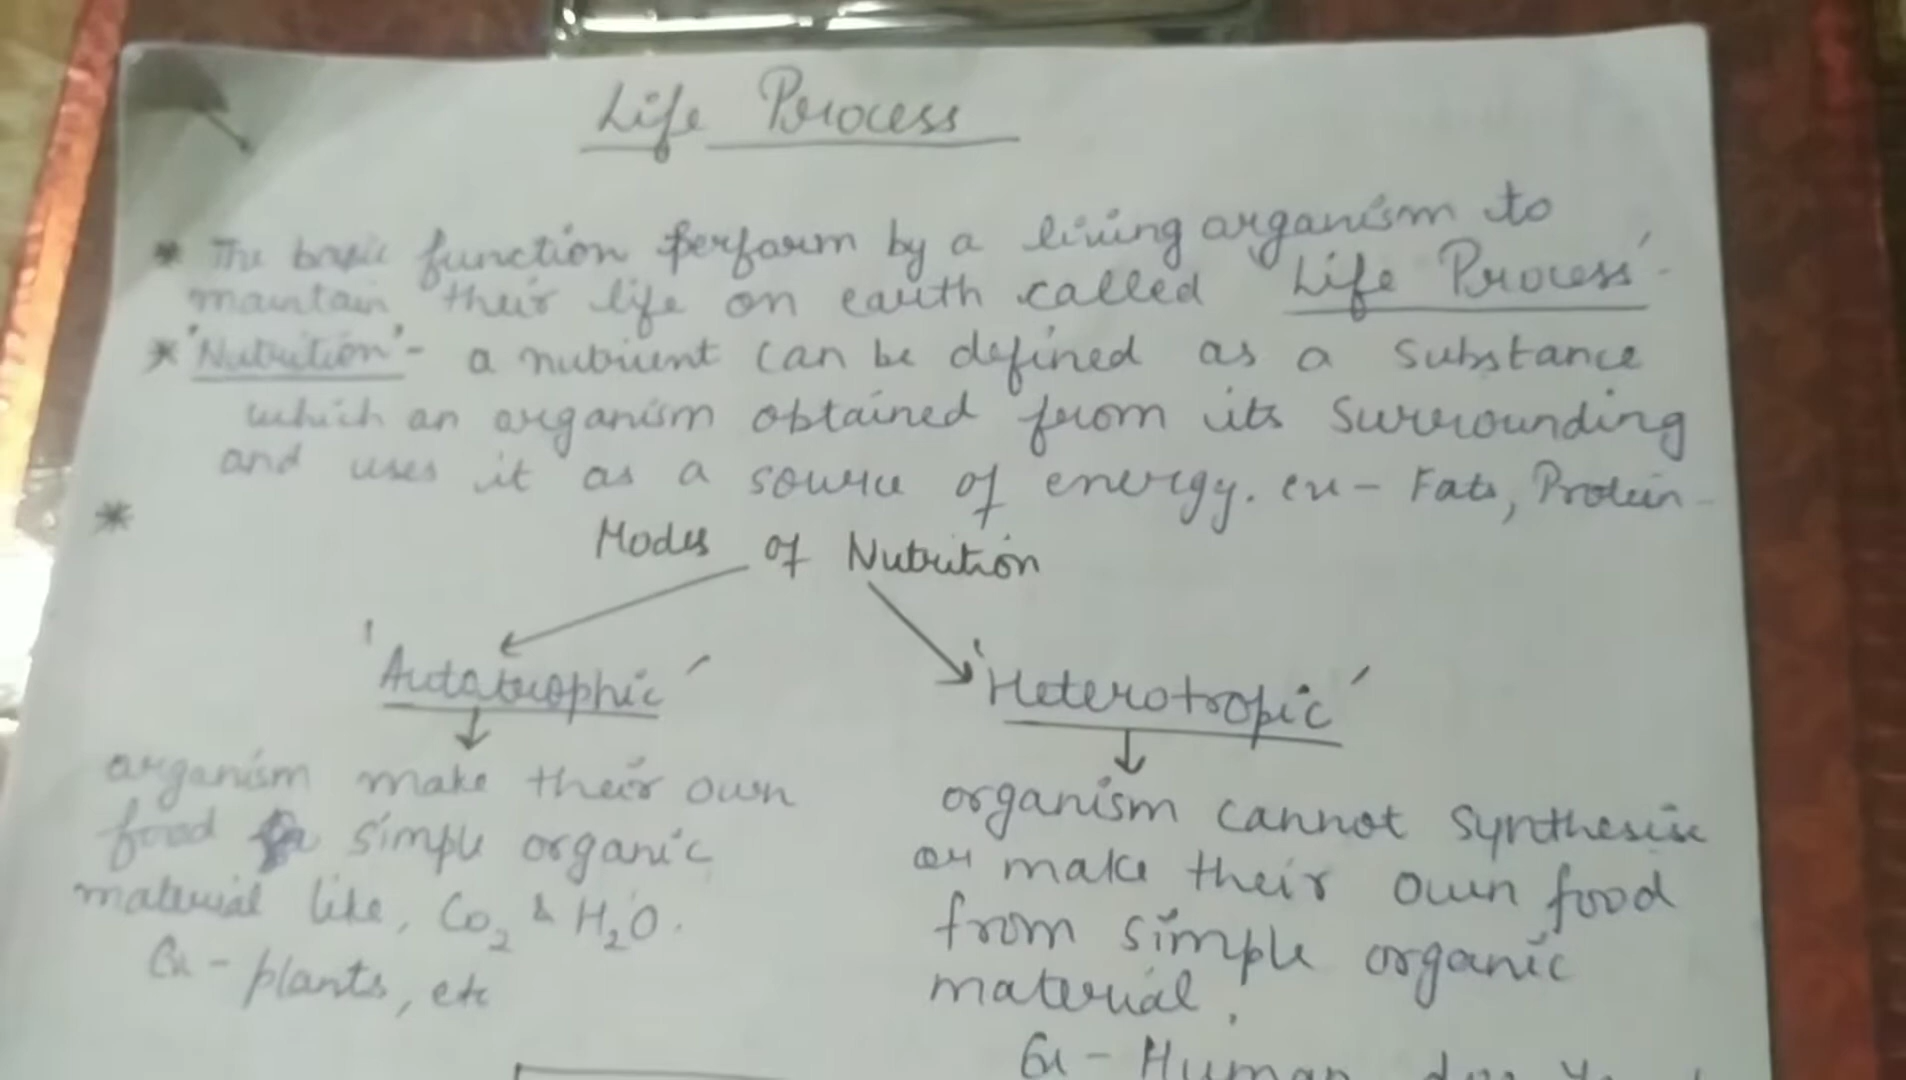 Life Process
* The basic function perform by a living organism to
maintain their life on earth called 'Life Process'.
* 'Nutrition' - a nutrient can be defined as a substance
which an organism obtained from its surrounding
and uses it as a source of energy. ex - Fats, Protein
*
Modes of Nutrition
'Autotrophic'
'Heterotropic'
organism make their own
food simple organic
material like, CO2 & H2O.
Ex - plants, etc
organism cannot synthesise
or make their own food
from simple organic
material.
Ex - Human, dog